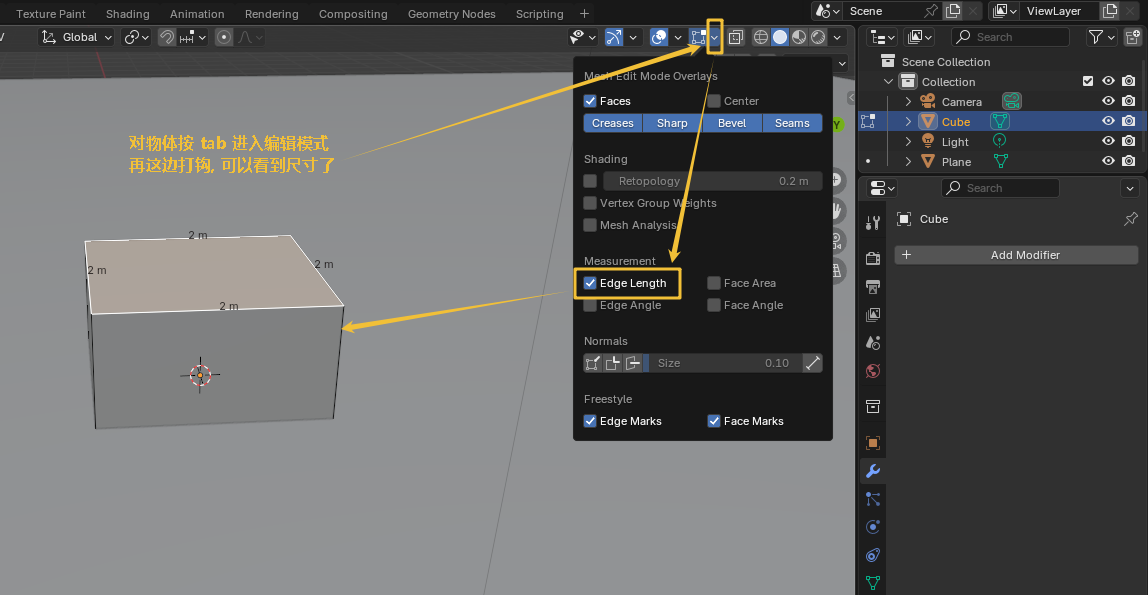 Texture Paint Shading Animation Rendering Compositing Geometry Nodes Scripting + Scene ViewLayer
Global Search
Mesh Edit Mode Overlays
Faces Center
Creases Sharp Bevel Seams
Shading
Retopology 0.2 m
Vertex Group Weights
Mesh Analysis
Measurement
Edge Length Face Area
Edge Angle Face Angle
Normals
Size 0.10
Freestyle
Edge Marks Face Marks
对物体按 tab 进入编辑模式
再这边打钩, 可以看到尺寸了
2 m
2 m
2 m
2 m
Y
Scene Collection
Collection
Camera
Cube
Light
Plane
Search
Cube
+ Add Modifier